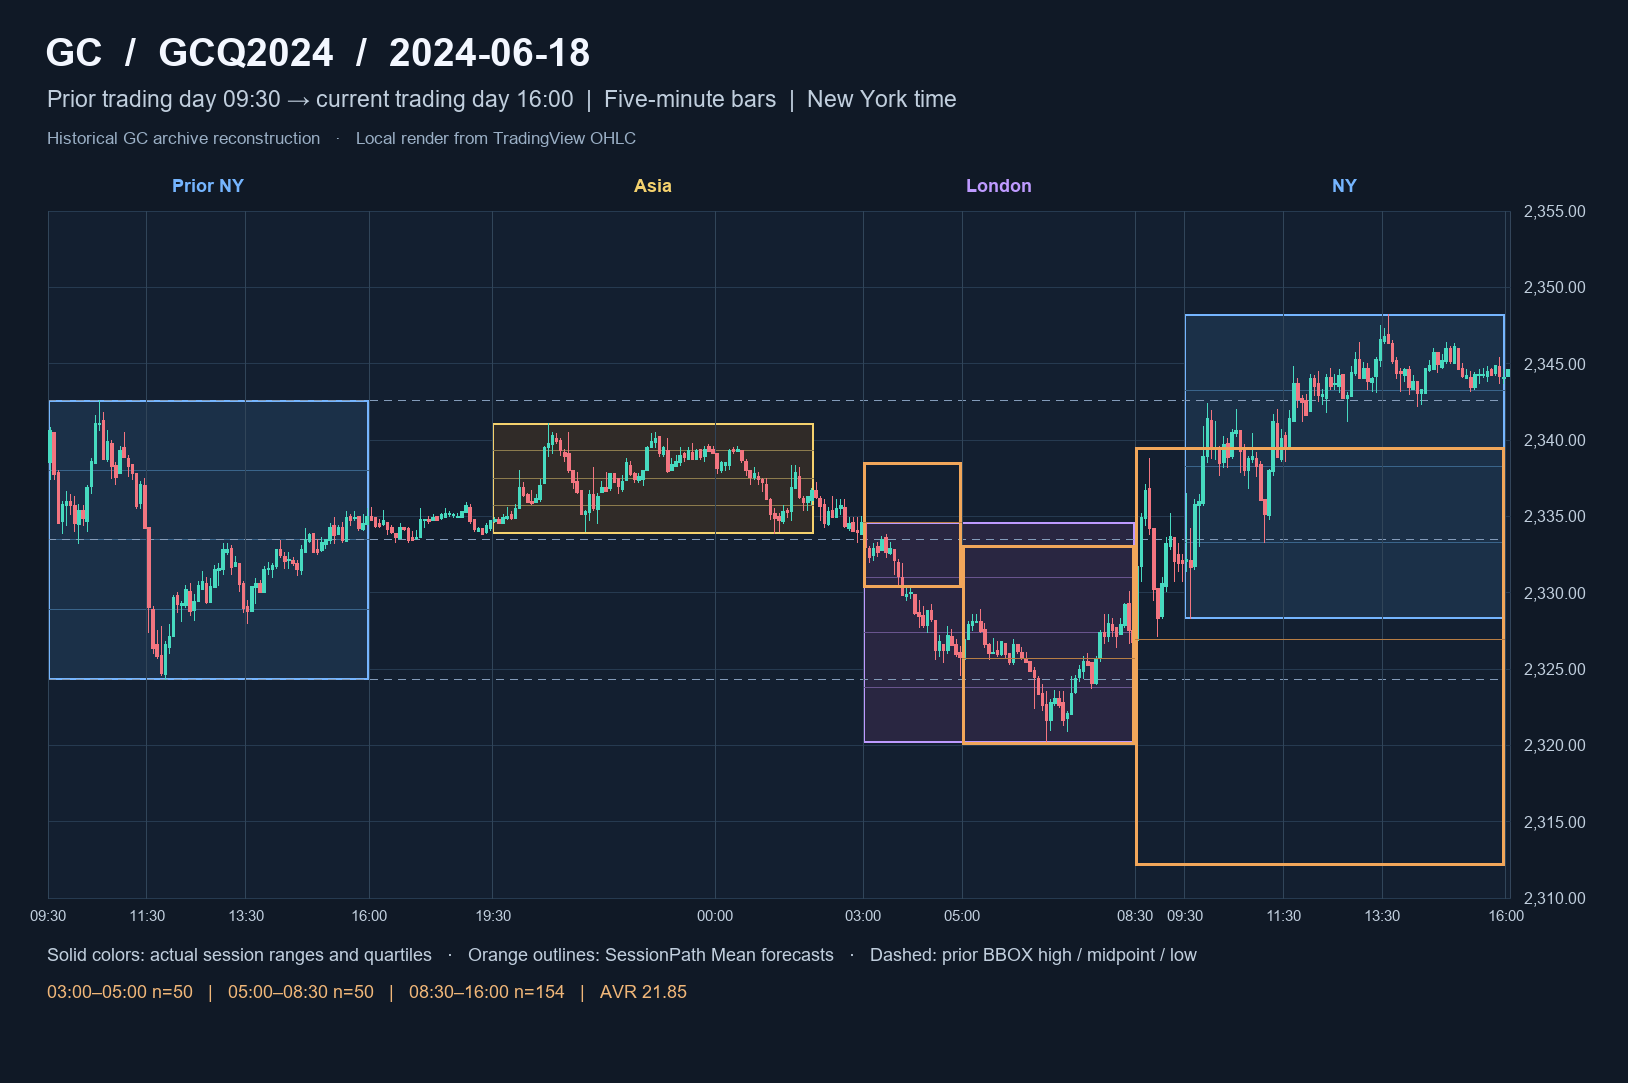 GC / GCQ2024 / 2024-06-18
Prior trading day 09:30 → current trading day 16:00 | Five-minute bars | New York time
Historical GC archive reconstruction · Local render from TradingView OHLC
Prior NY Asia London NY
2,355.00
2,350.00
2,345.00
2,340.00
2,335.00
2,330.00
2,325.00
2,320.00
2,315.00
2,310.00
09:30 11:30 13:30 16:00 19:30 00:00 03:00 05:00 08:30 09:30 11:30 13:30 16:00
Solid colors: actual session ranges and quartiles · Orange outlines: SessionPath Mean forecasts · Dashed: prior BBOX high / midpoint / low
03:00–05:00 n=50 | 05:00–08:30 n=50 | 08:30–16:00 n=154 | AVR 21.85